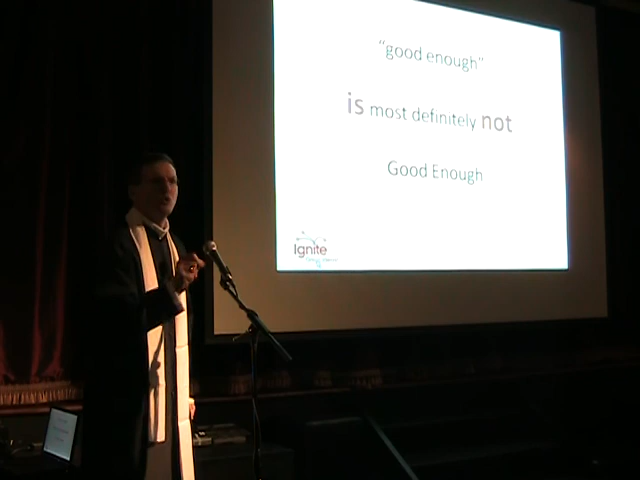 “good enough”
is most definitely not
Good Enough
Ignite